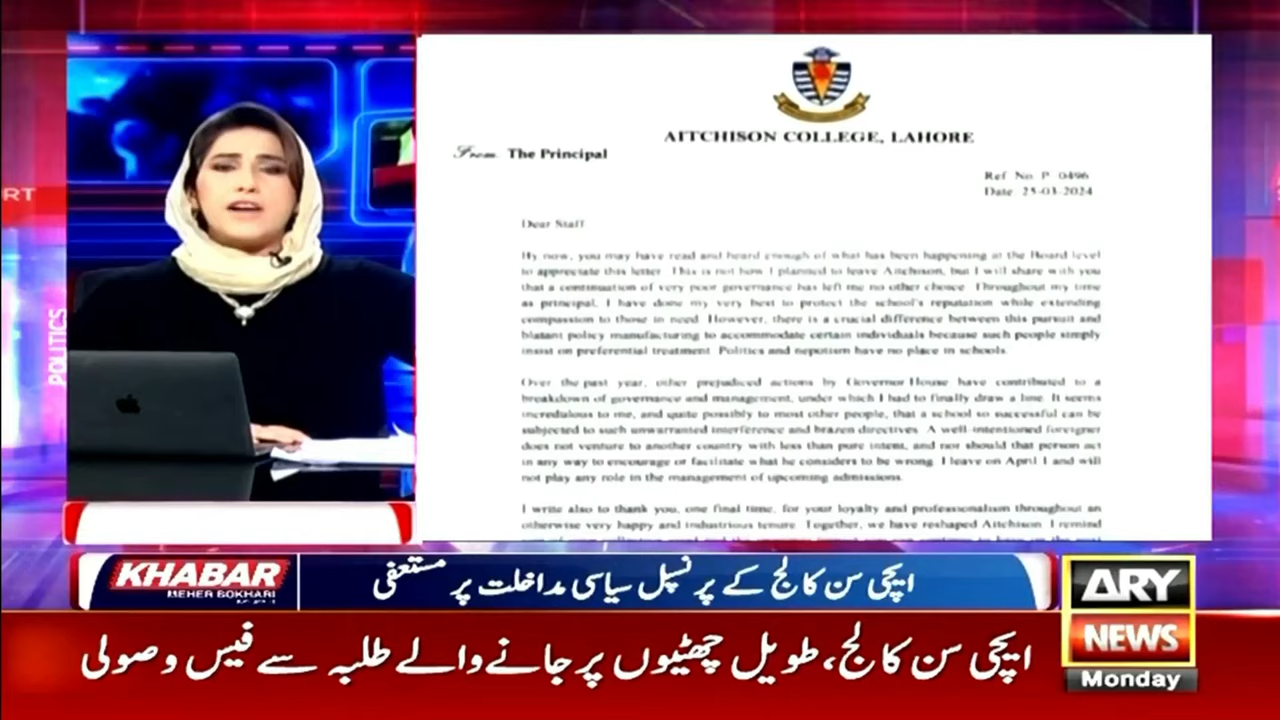 AITCHISON COLLEGE, LAHORE
From The Principal
Ref No P 0496
Date 25-03-2024
Dear Staff
By now, you may have read and heard enough of what has been happening at the Board level
to appreciate this letter. This is not how I planned to leave Aitchison, but I will share with you
that a continuation of very poor governance has left me no other choice. Throughout my time
as principal, I have done my very best to protect the school's reputation while extending
compassion to those in need. However, there is a crucial difference between this pursuit and
blatant policy manufacturing to accommodate certain individuals because such people simply
insist on preferential treatment. Politics and nepotism have no place in schools.
Over the past year, other prejudiced actions by Governor House have contributed to a
breakdown of governance and management, under which I had to finally draw a line. It seems
incredulous to me, and quite possibly to most other people, that a school so successful can be
subjected to such unwarranted interference and brazen directives. A well-intentioned foreigner
does not venture to another country with less than pure intent, and nor should that person act
in any way to encourage or facilitate what he considers to be wrong. I leave on April 1 and will
not play any role in the management of upcoming admissions.
I write also to thank you, one final time, for your loyalty and professionalism throughout an
otherwise very happy and industrious tenure. Together, we have reshaped Aitchison. I remind
RT
POLITICS
KHABAR
MEHER BOKHARI
ایچی سن کالج کے پرنسپل سیاسی مداخلت پر مستعفی
ایچی سن کالج، طویل چھٹیوں پر جانے والے طلبہ سے فیس وصولی
ARY
NEWS
Monday